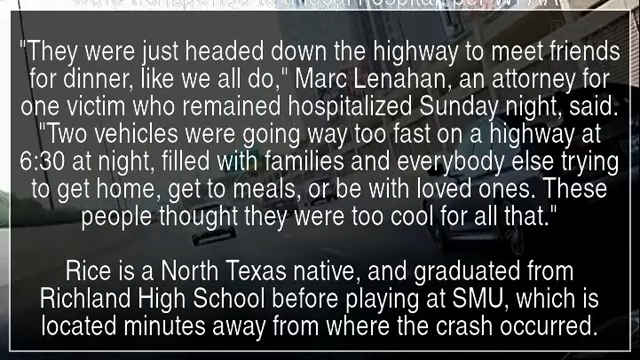 "They were just headed down the highway to meet friends
for dinner, like we all do," Marc Lenahan, an attorney for
one victim who remained hospitalized Sunday night, said.
"Two vehicles were going way too fast on a highway at
6:30 at night, filled with families and everybody else trying
to get home, get to meals, or be with loved ones. These
people thought they were too cool for all that."
Rice is a North Texas native, and graduated from
Richland High School before playing at SMU, which is
located minutes away from where the crash occurred.